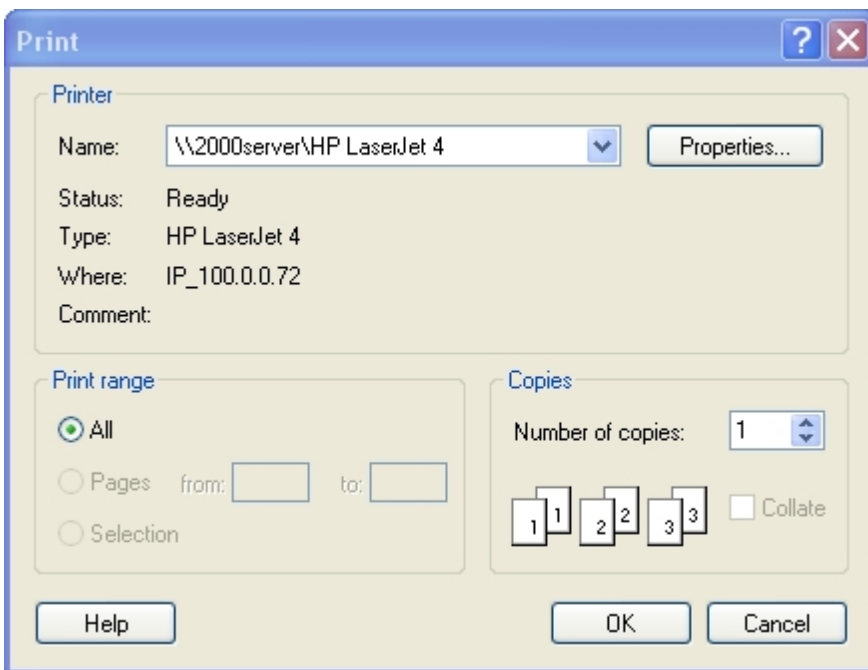 Print
Printer
Name: \\2000server\HP LaserJet 4 Properties...
Status: Ready
Type: HP LaserJet 4
Where: IP_100.0.0.72
Comment:
Print range
All
Pages from: to:
Selection
Copies
Number of copies: 1
1 1 2 2 3 3 Collate
Help OK Cancel